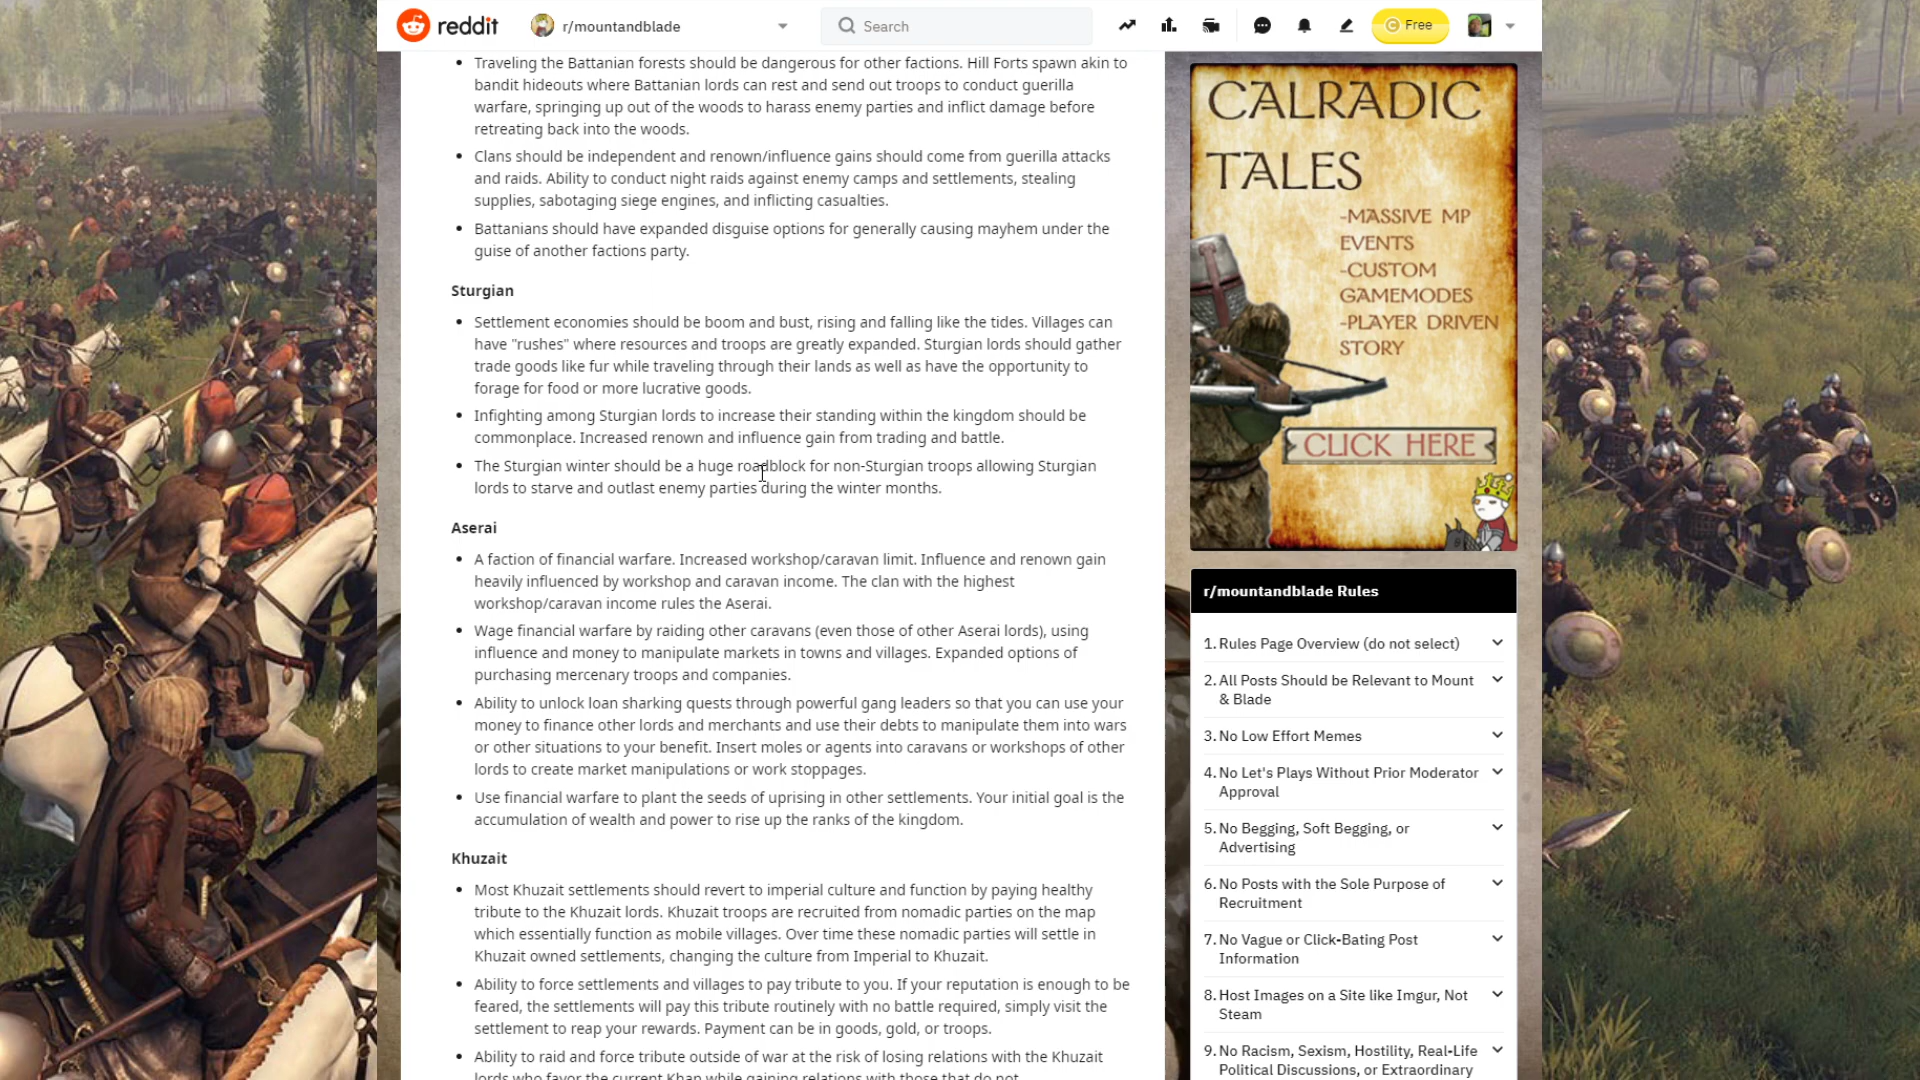 reddit
r/mountandblade
Search
Free
Traveling the Battanian forests should be dangerous for other factions. Hill Forts spawn akin to
bandit hideouts where Battanian lords can rest and send out troops to conduct guerilla
warfare, springing up out of the woods to harass enemy parties and inflict damage before
retreating back into the woods.
Clans should be independent and renown/influence gains should come from guerilla attacks
and raids. Ability to conduct night raids against enemy camps and settlements, stealing
supplies, sabotaging siege engines, and inflicting casualties.
Battanians should have expanded disguise options for generally causing mayhem under the
guise of another factions party.
Sturgian
Settlement economies should be boom and bust, rising and falling like the tides. Villages can
have "rushes" where resources and troops are greatly expanded. Sturgian lords should gather
trade goods like fur while traveling through their lands as well as have the opportunity to
forage for food or more lucrative goods.
Infighting among Sturgian lords to increase their standing within the kingdom should be
commonplace. Increased renown and influence gain from trading and battle.
The Sturgian winter should be a huge roadblock for non-Sturgian troops allowing Sturgian
lords to starve and outlast enemy parties during the winter months.
Aserai
A faction of financial warfare. Increased workshop/caravan limit. Influence and renown gain
heavily influenced by workshop and caravan income. The clan with the highest
workshop/caravan income rules the Aserai.
Wage financial warfare by raiding other caravans (even those of other Aserai lords), using
influence and money to manipulate markets in towns and villages. Expanded options of
purchasing mercenary troops and companies.
Ability to unlock loan sharking quests through powerful gang leaders so that you can use your
money to finance other lords and merchants and use their debts to manipulate them into wars
or other situations to your benefit. Insert moles or agents into caravans or workshops of other
lords to create market manipulations or work stoppages.
Use financial warfare to plant the seeds of uprising in other settlements. Your initial goal is the
accumulation of wealth and power to rise up the ranks of the kingdom.
Khuzait
Most Khuzait settlements should revert to imperial culture and function by paying healthy
tribute to the Khuzait lords. Khuzait troops are recruited from nomadic parties on the map
which essentially function as mobile villages. Over time these nomadic parties will settle in
Khuzait owned settlements, changing the culture from Imperial to Khuzait.
Ability to force settlements and villages to pay tribute to you. If your reputation is enough to be
feared, the settlements will pay this tribute routinely with no battle required, simply visit the
settlement to reap your rewards. Payment can be in goods, gold, or troops.
Ability to raid and force tribute outside of war at the risk of losing relations with the Khuzait
lords who favor the current Khan while gaining relations with those that do not.
CALRADIC
TALES
-MASSIVE MP
EVENTS
-CUSTOM
GAMEMODES
-PLAYER DRIVEN
STORY
CLICK HERE
r/mountandblade Rules
1. Rules Page Overview (do not select)
2. All Posts Should be Relevant to Mount
& Blade
3. No Low Effort Memes
4. No Let's Plays Without Prior Moderator
Approval
5. No Begging, Soft Begging, or
Advertising
6. No Posts with the Sole Purpose of
Recruitment
7. No Vague or Click-Bating Post
Information
8. Host Images on a Site like Imgur, Not
Steam
9. No Racism, Sexism, Hostility, Real-Life
Political Discussions, or Extraordinary